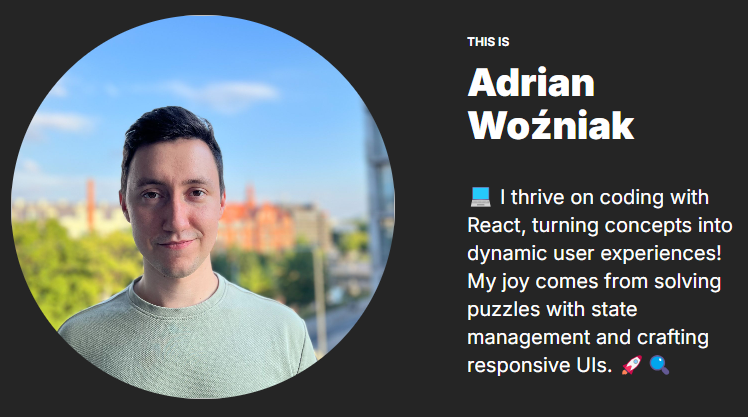 THIS IS
Adrian
Woźniak
💻 I thrive on coding with
React, turning concepts into
dynamic user experiences!
My joy comes from solving
puzzles with state
management and crafting
responsive UIs. 🚀🔍